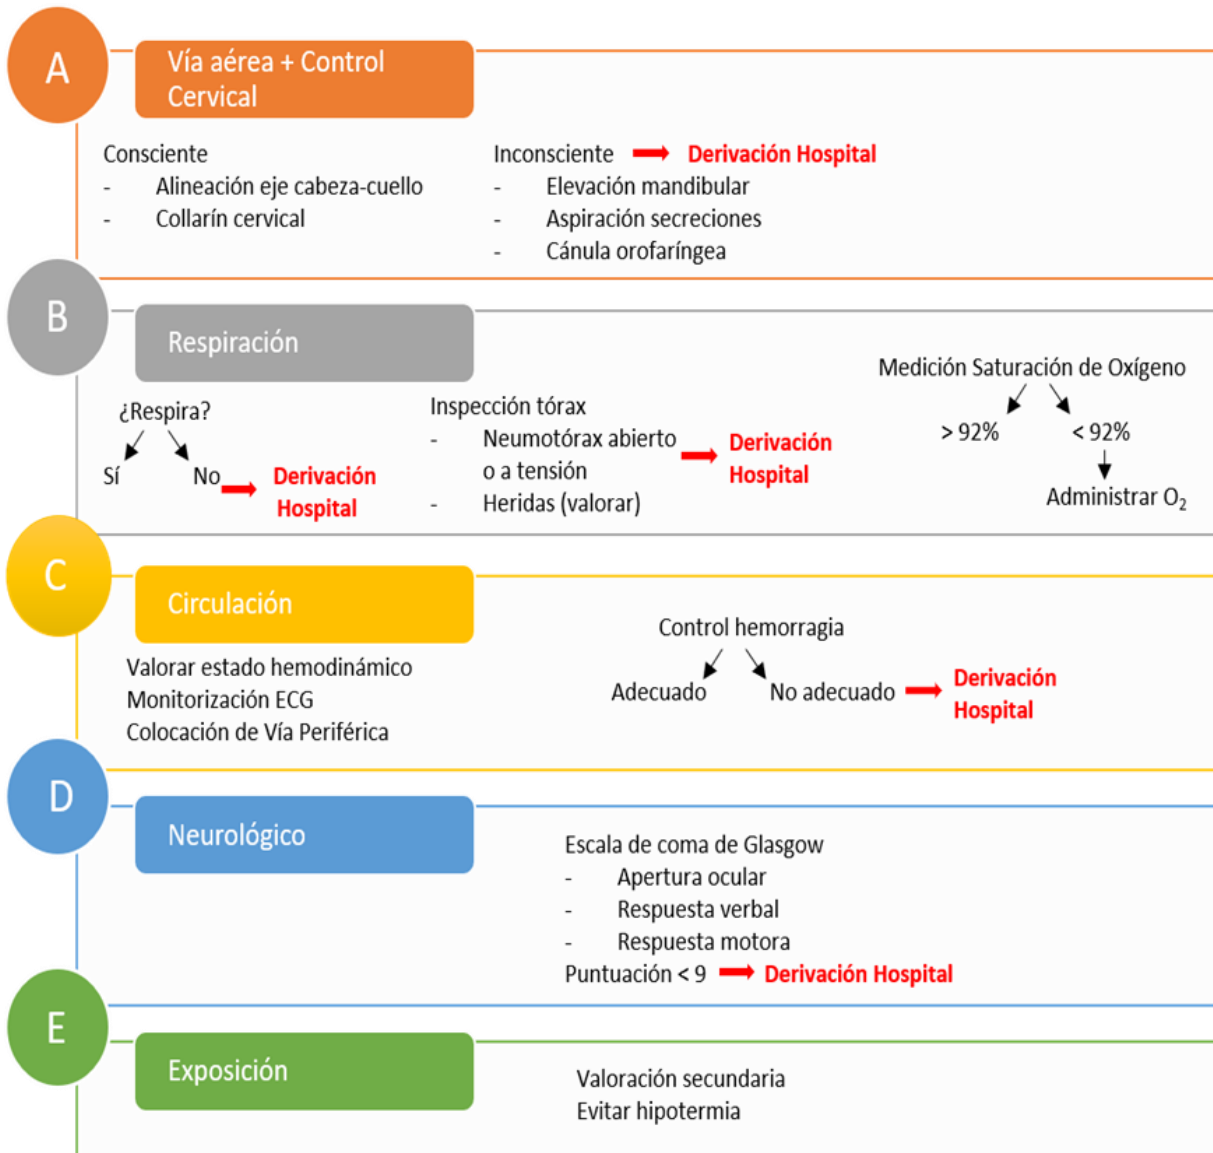 A
Vía aérea + Control
Cervical
Consciente
- Alineación eje cabeza-cuello
- Collarín cervical
Inconsciente
Derivación Hospital
- Elevación mandibular
- Aspiración secreciones
- Cánula orofaríngea
B
Respiración
¿Respira?
Sí
No
Derivación
Hospital
Inspección tórax
- Neumotórax abierto
o a tensión
- Heridas (valorar)
Derivación
Hospital
Medición Saturación de Oxígeno
> 92%
< 92%
Administrar O₂
C
Circulación
Valorar estado hemodinámico
Monitorización ECG
Colocación de Vía Periférica
Control hemorragia
Adecuado
No adecuado
Derivación
Hospital
D
Neurológico
Escala de coma de Glasgow
- Apertura ocular
- Respuesta verbal
- Respuesta motora
Puntuación < 9
Derivación Hospital
E
Exposición
Valoración secundaria
Evitar hipotermia